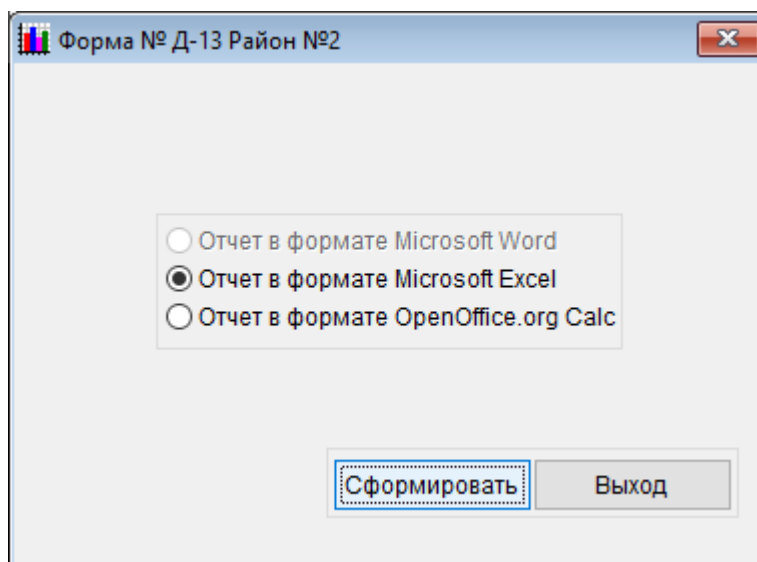 Форма № Д-13 Район №2
Отчет в формате Microsoft Word
Отчет в формате Microsoft Excel
Отчет в формате OpenOffice.org Calc
Сформировать Выход